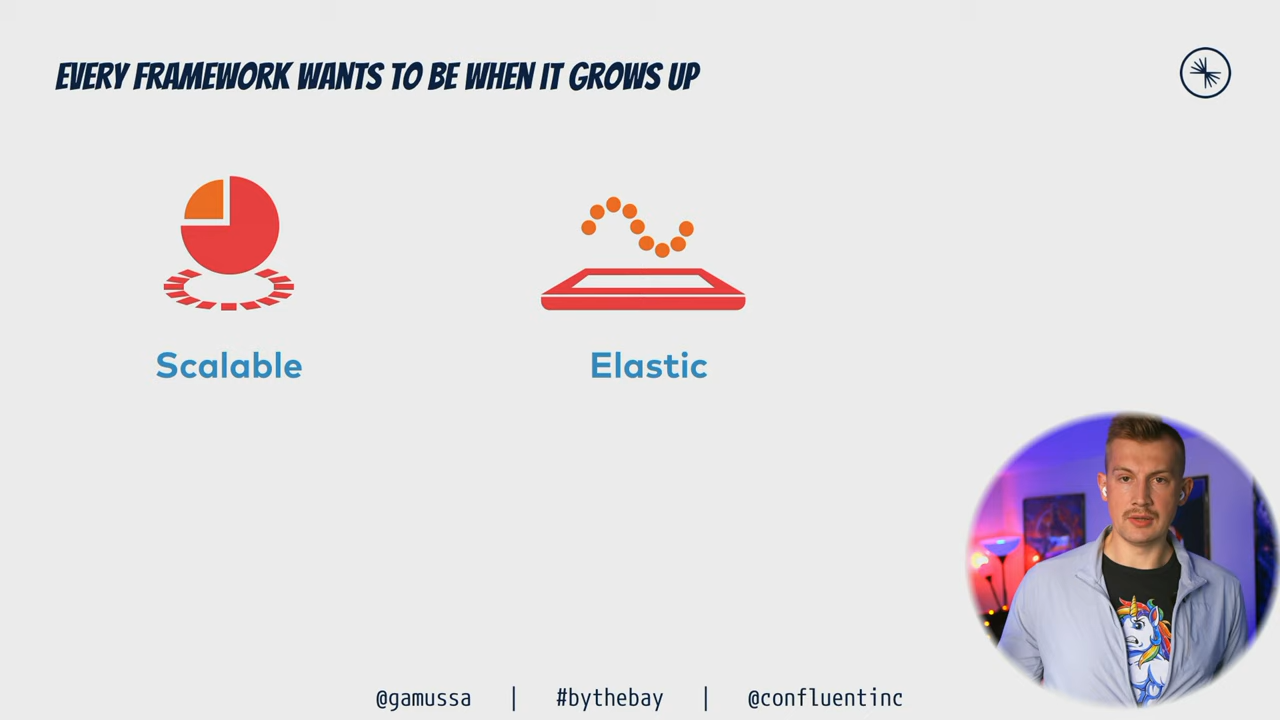 EVERY FRAMEWORK WANTS TO BE WHEN IT GROWS UP
Scalable
Elastic
@gamussa | #bythebay | @confluentinc